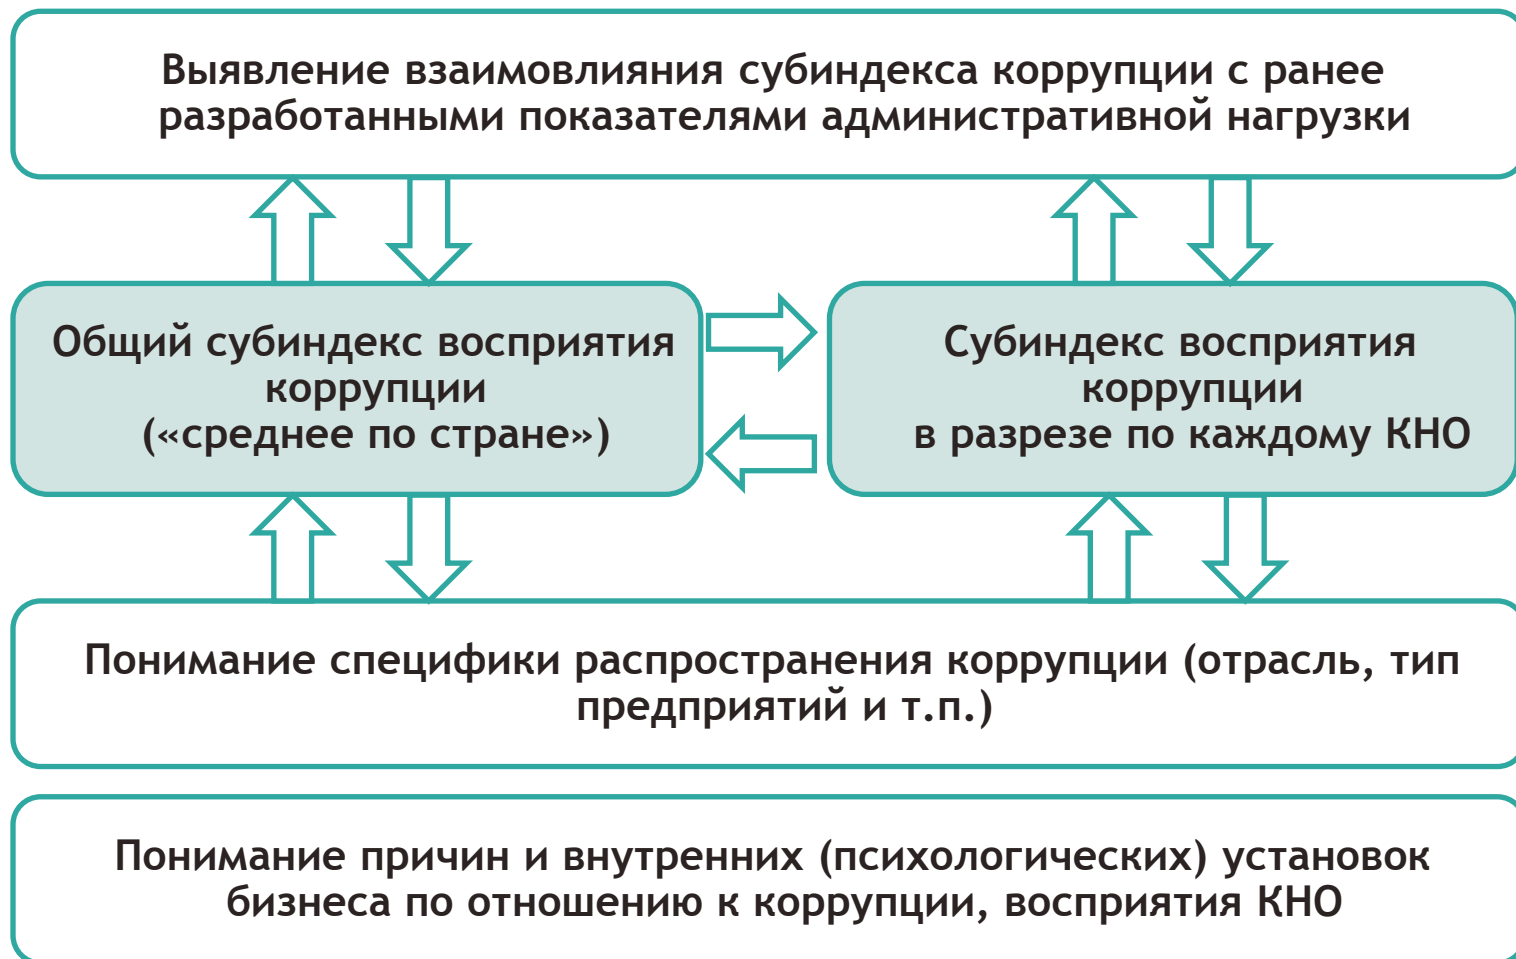 Выявление взаимовлияния субиндекса коррупции с ранее
разработанными показателями административной нагрузки
Общий субиндекс восприятия
коррупции
(«среднее по стране»)
Субиндекс восприятия
коррупции
в разрезе по каждому КНО
Понимание специфики распространения коррупции (отрасль, тип
предприятий и т.п.)
Понимание причин и внутренних (психологических) установок
бизнеса по отношению к коррупции, восприятия КНО